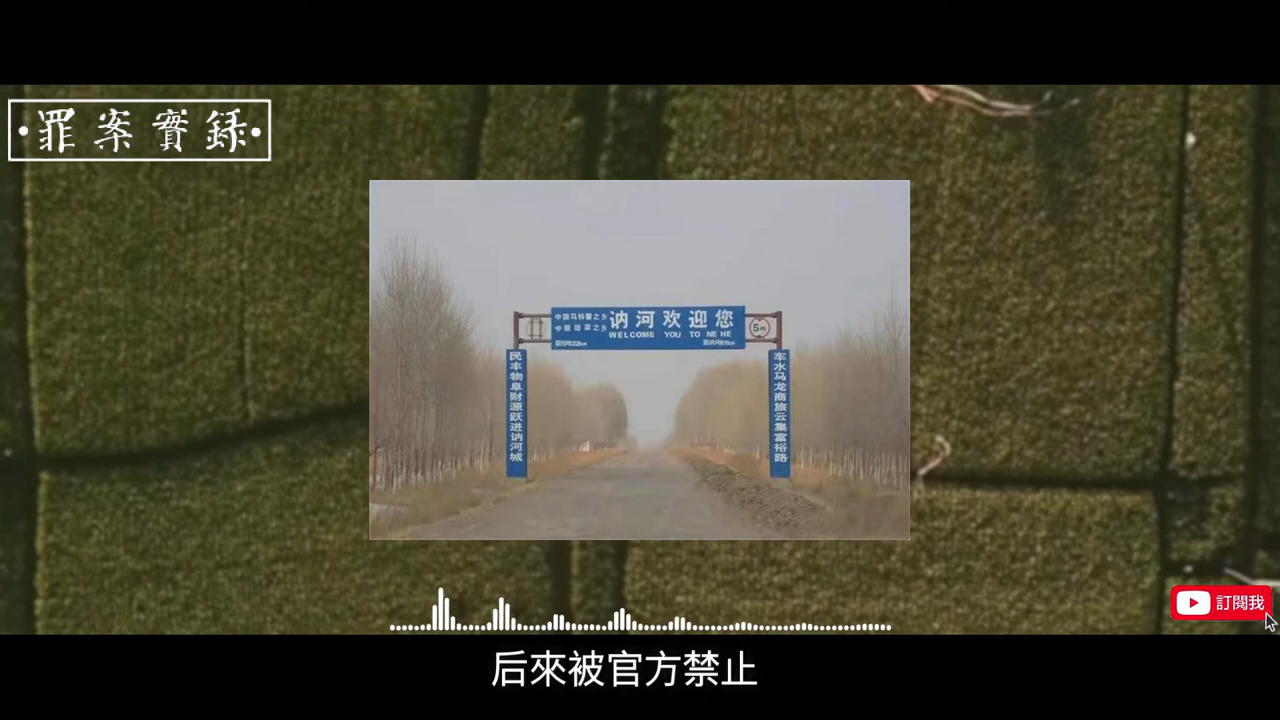 ·罪案實錄·
中国马铃薯之乡
中国甜菜之乡
讷河欢迎您
WELCOME YOU TO NE HE
5m
民丰物阜财源跃进讷河城
车水马龙商旅云集富裕路
訂閱我
后來被官方禁止